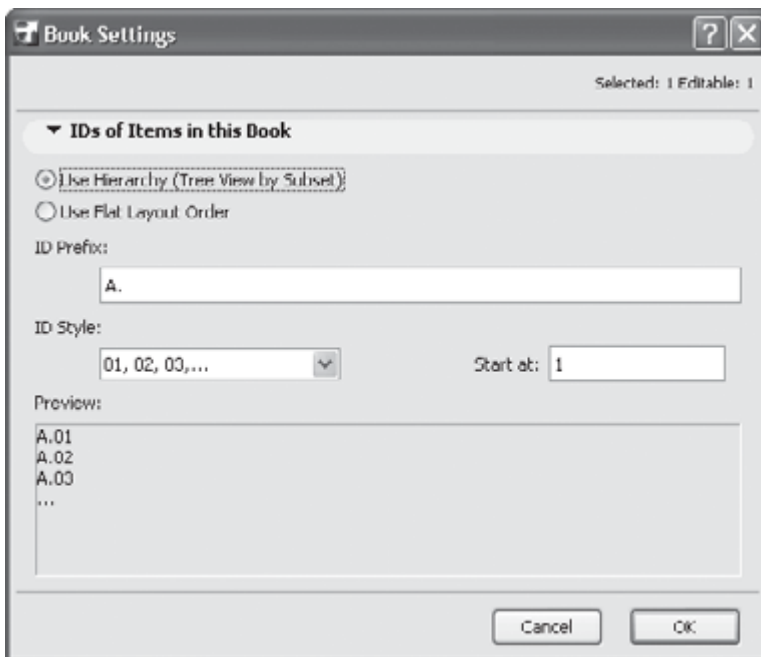 Book Settings
Selected: 1 Editable: 1
IDs of Items in this Book
Use Hierarchy (Tree View by Subset)
Use Flat Layout Order
ID Prefix:
A.
ID Style:
01, 02, 03,...
Start at: 1
Preview:
A.01
A.02
A.03
...
Cancel
OK